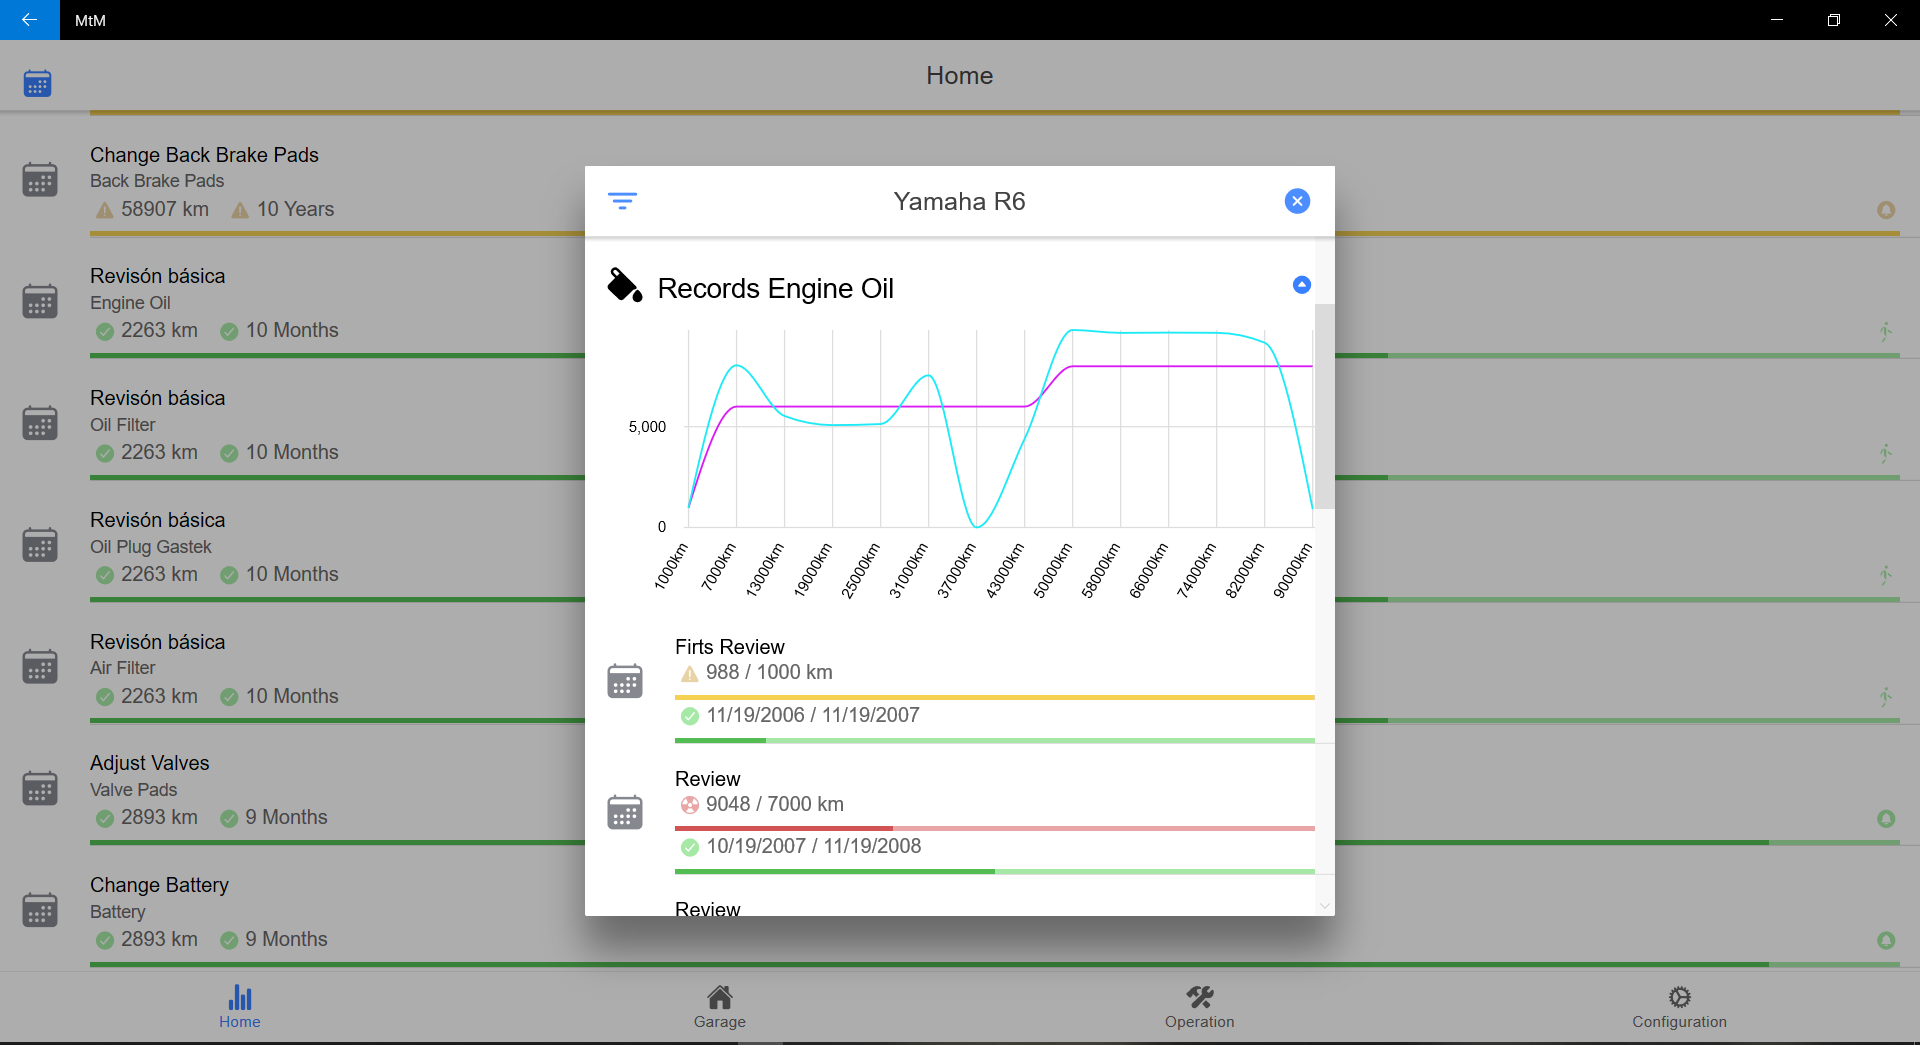 MtM
Home
Change Back Brake Pads
Back Brake Pads
58907 km 10 Years
Revisón básica
Engine Oil
2263 km 10 Months
Revisón básica
Oil Filter
2263 km 10 Months
Revisón básica
Oil Plug Gastek
2263 km 10 Months
Revisón básica
Air Filter
2263 km 10 Months
Adjust Valves
Valve Pads
2893 km 9 Months
Change Battery
Battery
2893 km 9 Months
Yamaha R6
Records Engine Oil
5,000
0
1000km 7000km 13000km 19000km 25000km 31000km 37000km 43000km 50000km 58000km 66000km 74000km 82000km 90000km
Firts Review
988 / 1000 km
11/19/2006 / 11/19/2007
Review
9048 / 7000 km
10/19/2007 / 11/19/2008
Review
Home Garage Operation Configuration